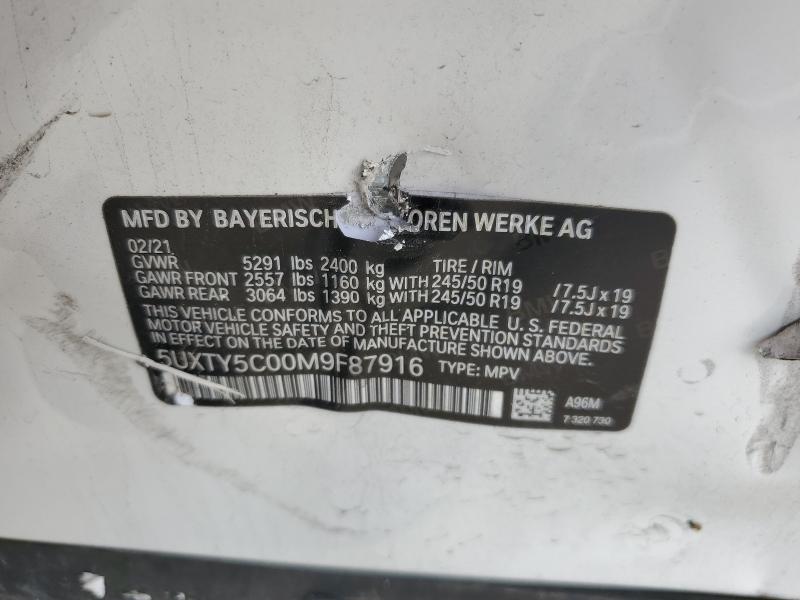 MFD BY BAYERISCH OREN WERKE AG
02/21
GVWR 5291 lbs 2400 kg TIRE / RIM
GAWR FRONT 2557 lbs 1160 kg WITH 245/50 R19 /7.5J x 19
GAWR REAR 3064 lbs 1390 kg WITH 245/50 R19 /7.5J x 19
THIS VEHICLE CONFORMS TO ALL APPLICABLE U. S. FEDERAL
MOTOR VEHICLE SAFETY AND THEFT PREVENTION STANDARDS
IN EFFECT ON THE DATE OF MANUFACTURE SHOWN ABOVE.
5UXTY5C00M9F87916 TYPE: MPV
A96M
7 320 730